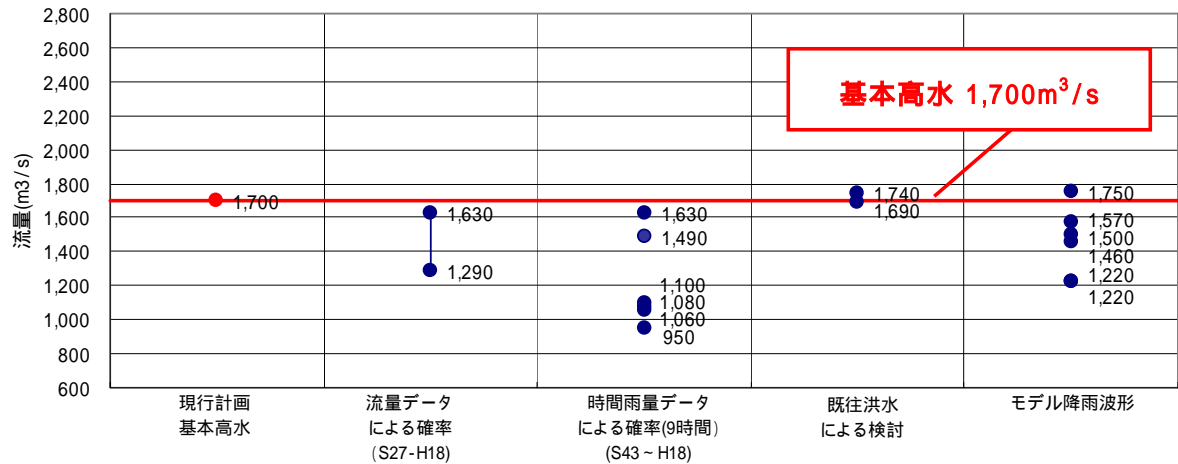 2,800
2,600
2,400
2,200
2,000
1,800
1,600
1,400
1,200
1,000
800
600
流量(m3/s)
基本高水 1,700m³/s
1,700
1,630
1,290
1,630
1,490
1,100
1,080
1,060
950
1,740
1,690
1,750
1,570
1,500
1,460
1,220
1,220
現行計画
基本高水
流量データ
による確率
(S27-H18)
時間雨量データ
による確率(9時間)
(S43～H18)
既往洪水
による検討
モデル降雨波形